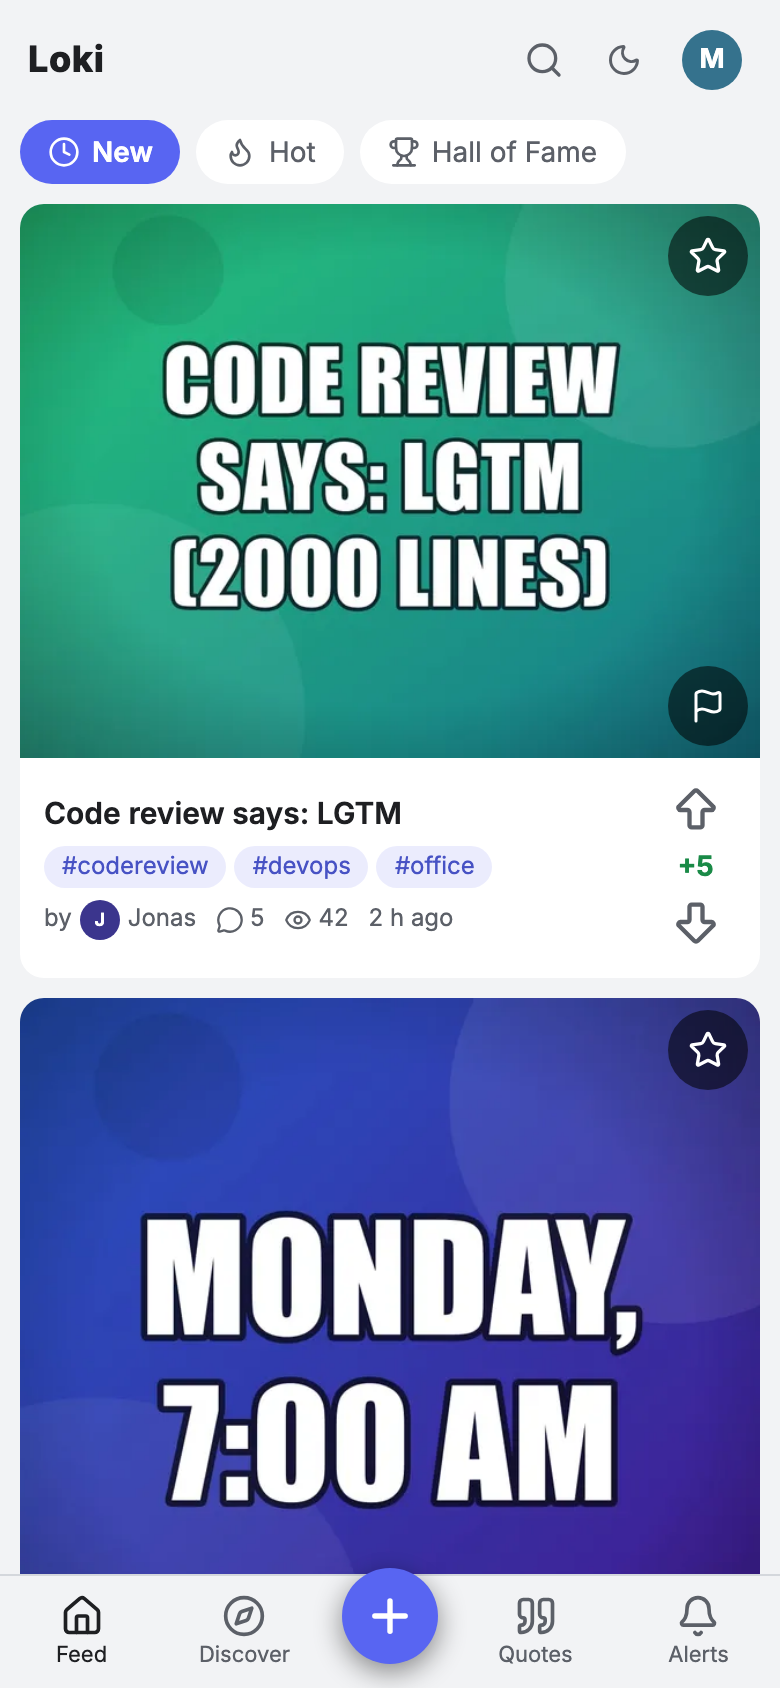 Loki
M
New
Hot
Hall of Fame
CODE REVIEW
SAYS: LGTM
(2000 LINES)
Code review says: LGTM
#codereview #devops #office
+5
by J Jonas 5 42 2 h ago
MONDAY,
7:00 AM
Feed
Discover
Quotes
Alerts